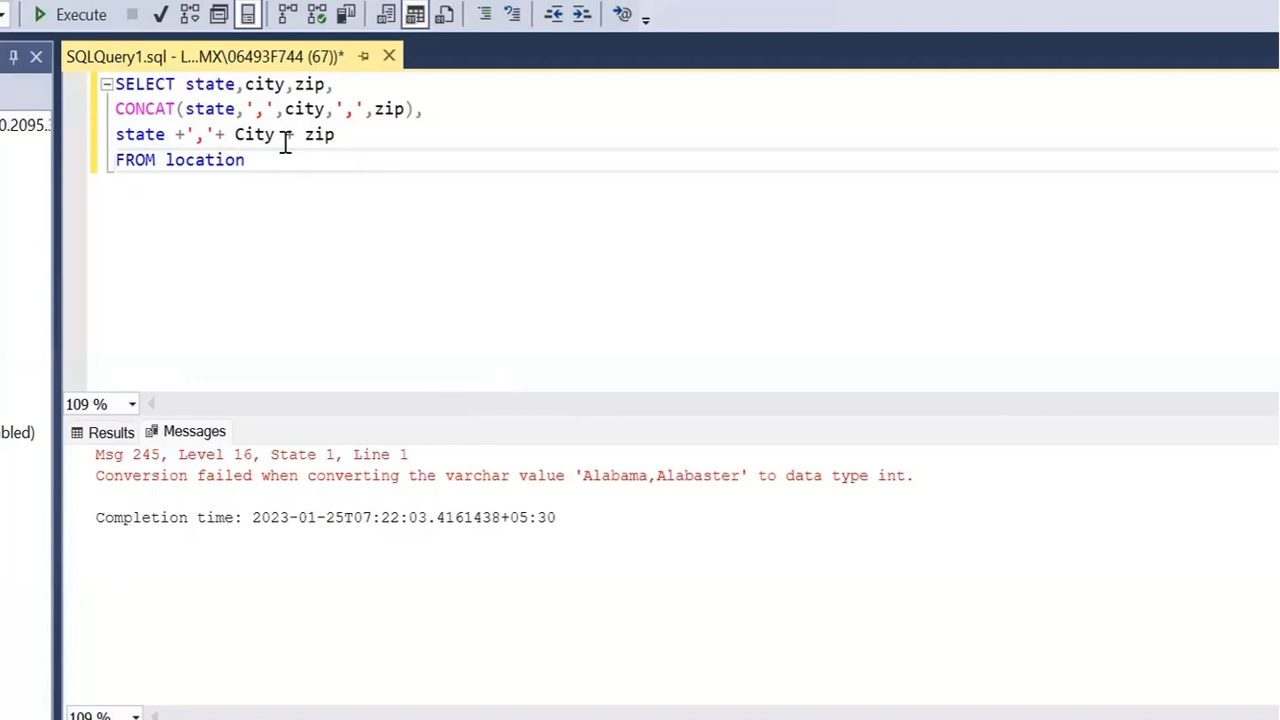 Execute
SQLQuery1.sql - L...MX\06493F744 (67))*
SELECT state,city,zip,
CONCAT(state,',',city,',',zip),
state +','+ City + zip
FROM location
0.2095.
109 %
bled)
Results
Messages
Msg 245, Level 16, State 1, Line 1
Conversion failed when converting the varchar value 'Alabama,Alabaster' to data type int.
Completion time: 2023-01-25T07:22:03.4161438+05:30
109 %